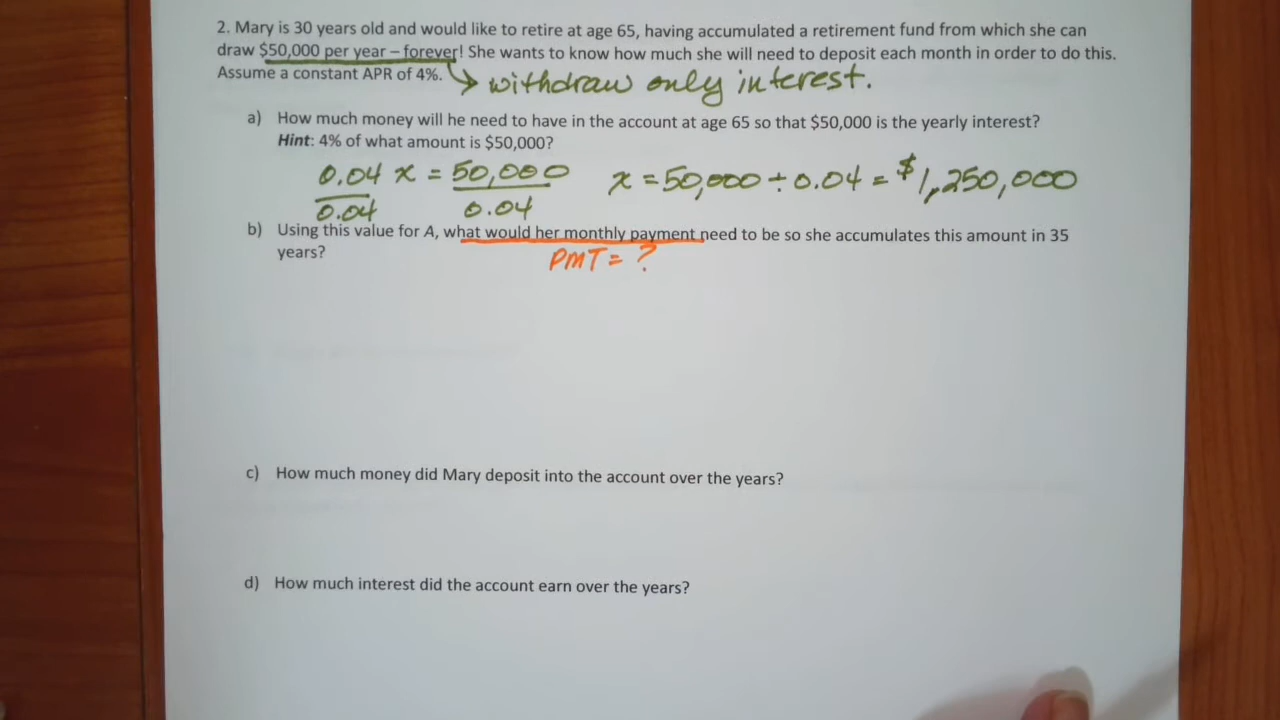 2. Mary is 30 years old and would like to retire at age 65, having accumulated a retirement fund from which she can
draw $50,000 per year – forever! She wants to know how much she will need to deposit each month in order to do this.
Assume a constant APR of 4%.
withdraw only interest.
a) How much money will he need to have in the account at age 65 so that $50,000 is the yearly interest?
Hint: 4% of what amount is $50,000?
0.04 x = 50,000 x = 50,000 ÷ 0.04 = $1,250,000
0.04 0.04
b) Using this value for A, what would her monthly payment need to be so she accumulates this amount in 35
years?
PMT = ?
c) How much money did Mary deposit into the account over the years?
d) How much interest did the account earn over the years?